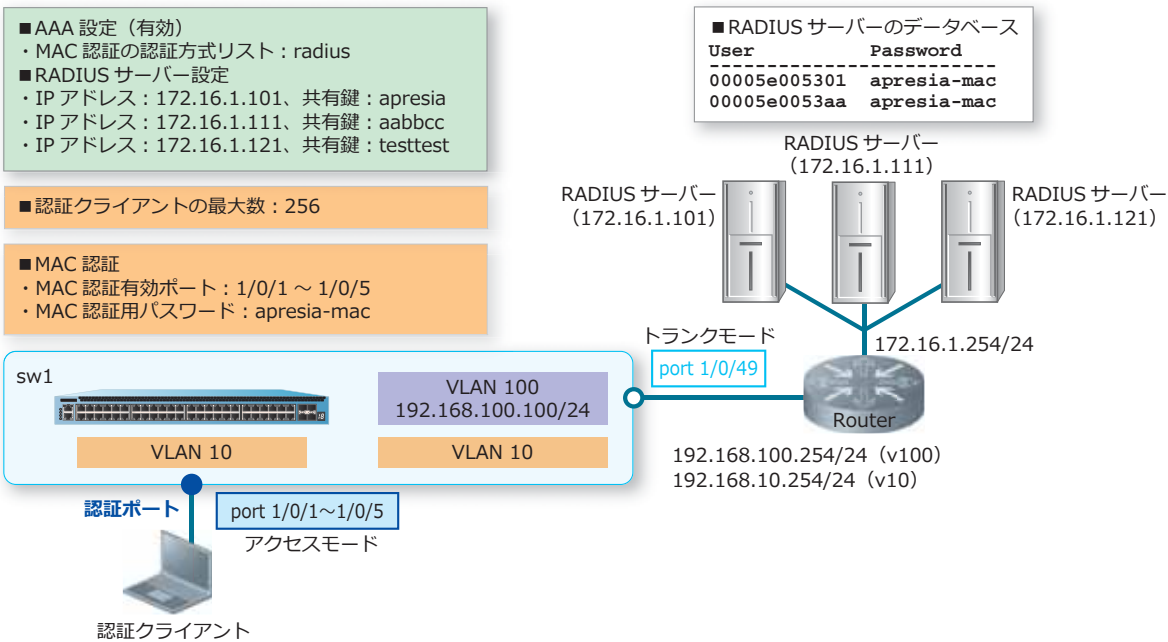 ■AAA 設定（有効）
・MAC 認証の認証方式リスト：radius
■RADIUS サーバー設定
・IP アドレス：172.16.1.101、共有鍵：apresia
・IP アドレス：172.16.1.111、共有鍵：aabbcc
・IP アドレス：172.16.1.121、共有鍵：testtest
■認証クライアントの最大数：256
■MAC 認証
・MAC 認証有効ポート：1/0/1 ～ 1/0/5
・MAC 認証用パスワード：apresia-mac
■RADIUS サーバーのデータベース
User Password
--------------------------
00005e005301 apresia-mac
00005e0053aa apresia-mac
RADIUS サーバー
（172.16.1.111）
RADIUS サーバー
（172.16.1.101）
RADIUS サーバー
（172.16.1.121）
トランクモード
port 1/0/49
172.16.1.254/24
Router
192.168.100.254/24（v100）
192.168.10.254/24（v10）
sw1
VLAN 100
192.168.100.100/24
VLAN 10
VLAN 10
認証ポート
port 1/0/1～1/0/5
アクセスモード
認証クライアント